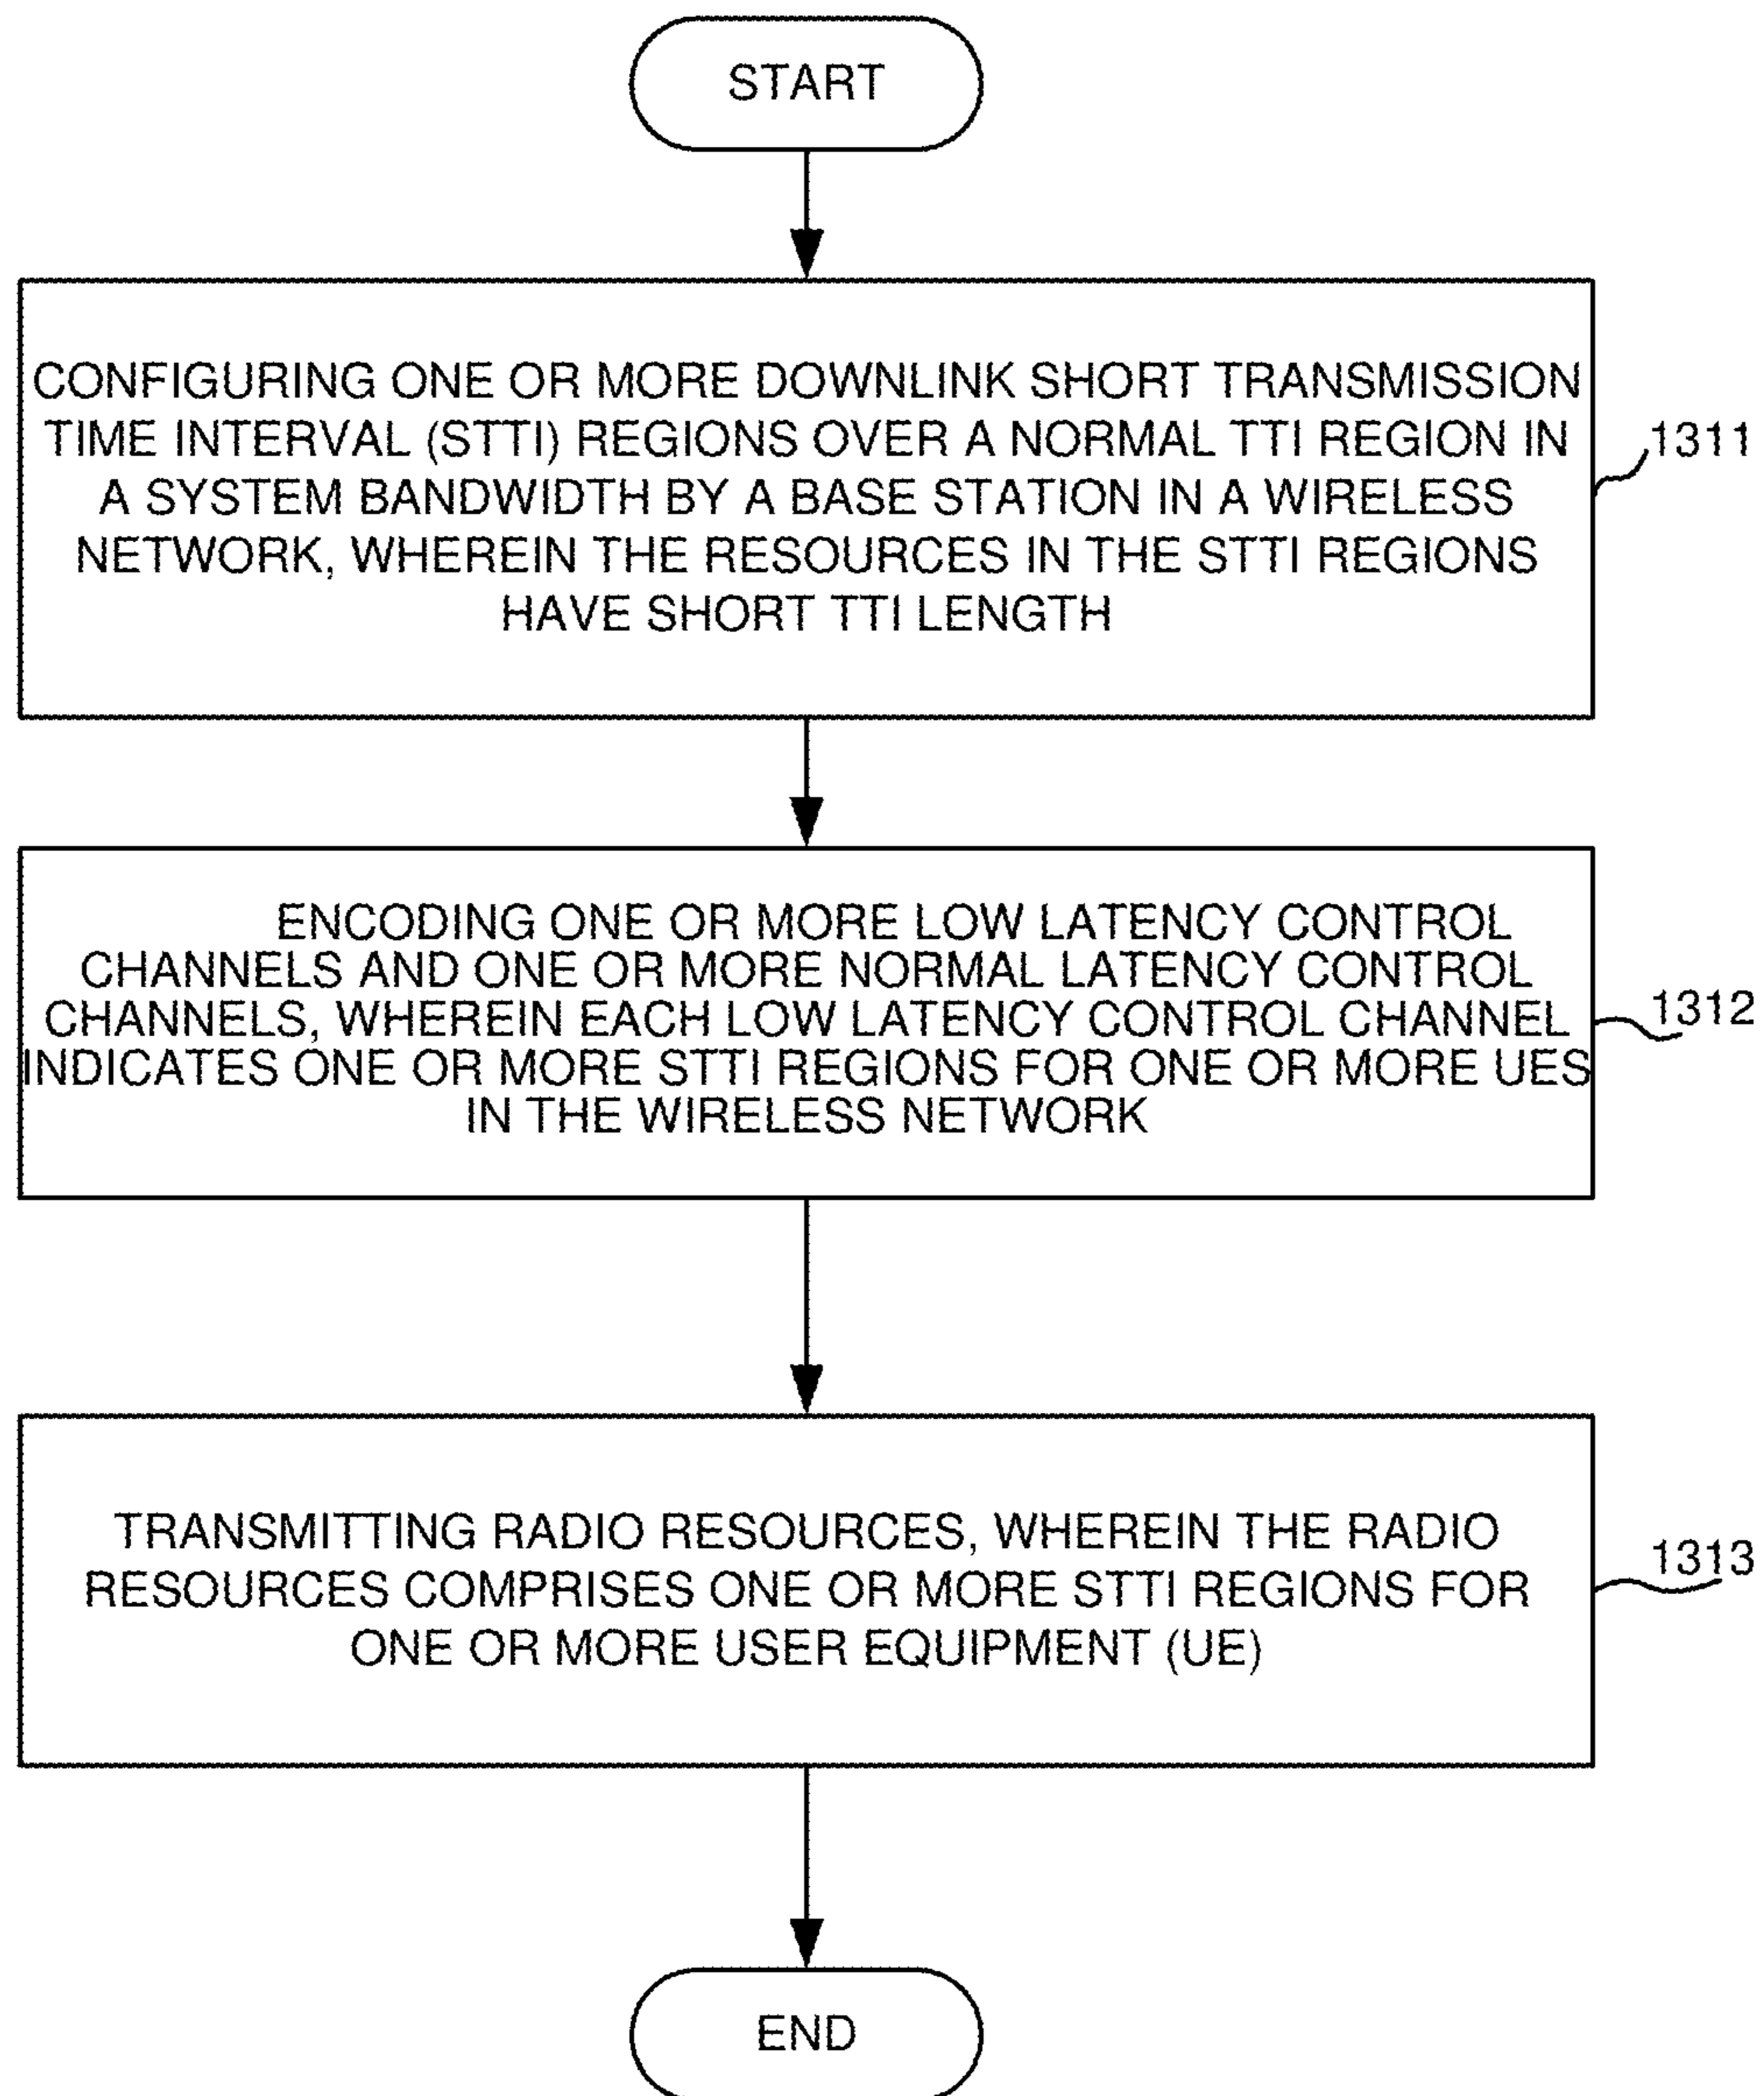 START
CONFIGURING ONE OR MORE DOWNLINK SHORT TRANSMISSION
TIME INTERVAL (STTI) REGIONS OVER A NORMAL TTI REGION IN
A SYSTEM BANDWIDTH BY A BASE STATION IN A WIRELESS
NETWORK, WHEREIN THE RESOURCES IN THE STTI REGIONS
HAVE SHORT TTI LENGTH
1311
ENCODING ONE OR MORE LOW LATENCY CONTROL
CHANNELS AND ONE OR MORE NORMAL LATENCY CONTROL
CHANNELS, WHEREIN EACH LOW LATENCY CONTROL CHANNEL
INDICATES ONE OR MORE STTI REGIONS FOR ONE OR MORE UES
IN THE WIRELESS NETWORK
1312
TRANSMITTING RADIO RESOURCES, WHEREIN THE RADIO
RESOURCES COMPRISES ONE OR MORE STTI REGIONS FOR
ONE OR MORE USER EQUIPMENT (UE)
1313
END